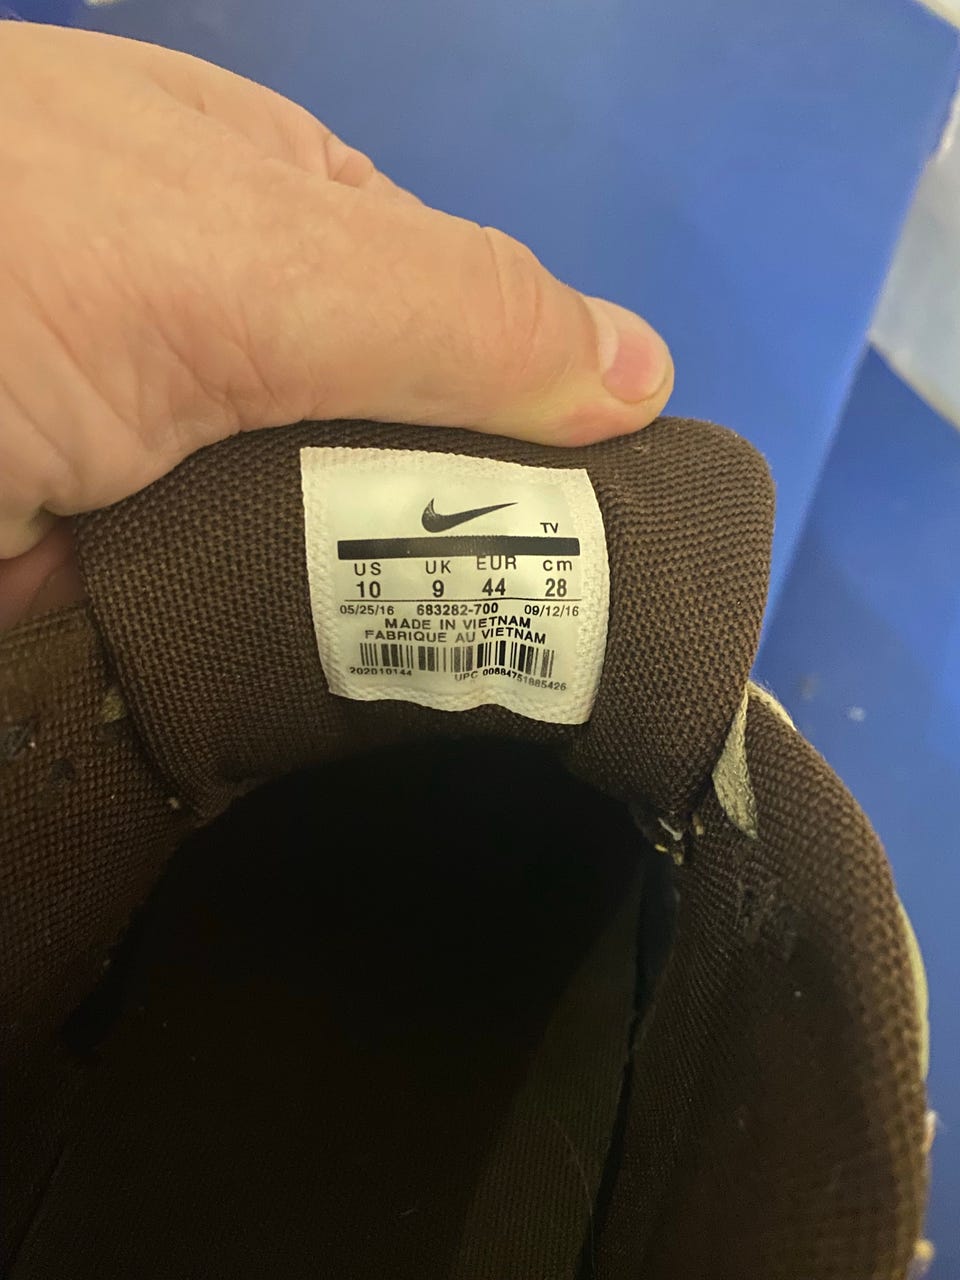 TV
US UK EUR cm
10 9 44 28
05/25/16 683282-700 09/12/16
MADE IN VIETNAM
FABRIQUE AU VIETNAM
202010144 UPC 00884751885426